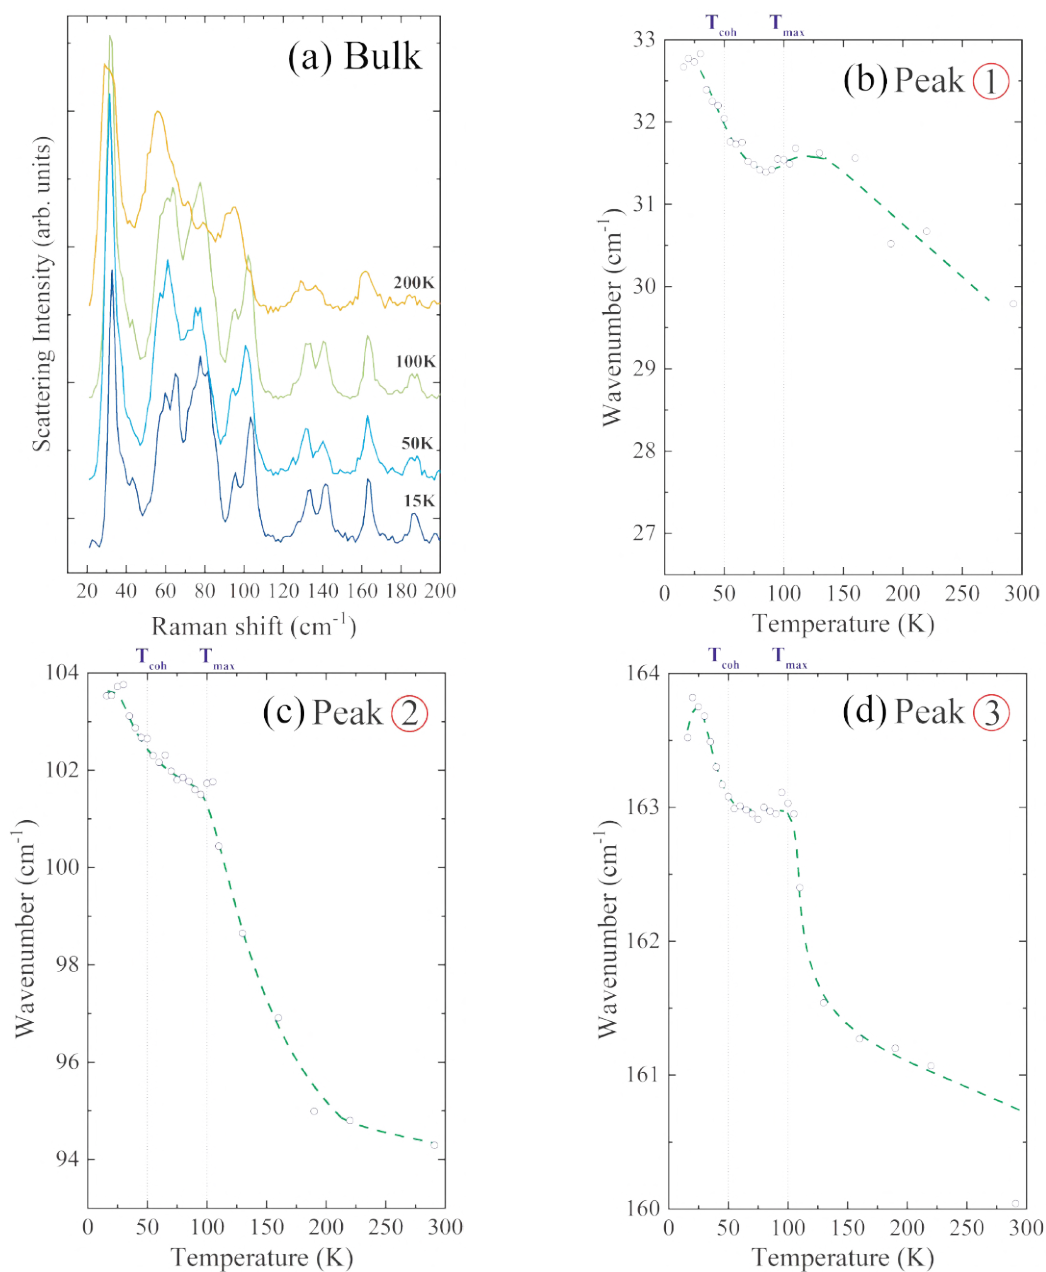 (a) Bulk
200K
100K
50K
15K
Scattering Intensity (arb. units)
20 40 60 80 100 120 140 160 180 200
Raman shift (cm-1)
Tcoh Tmax
(b) Peak 1
33
32
31
30
29
28
27
Wavenumber (cm-1)
0 50 100 150 200 250 300
Temperature (K)
Tcoh Tmax
(c) Peak 2
104
102
100
98
96
94
Wavenumber (cm-1)
0 50 100 150 200 250 300
Temperature (K)
Tcoh Tmax
(d) Peak 3
164
163
162
161
160
Wavenumber (cm-1)
0 50 100 150 200 250 300
Temperature (K)